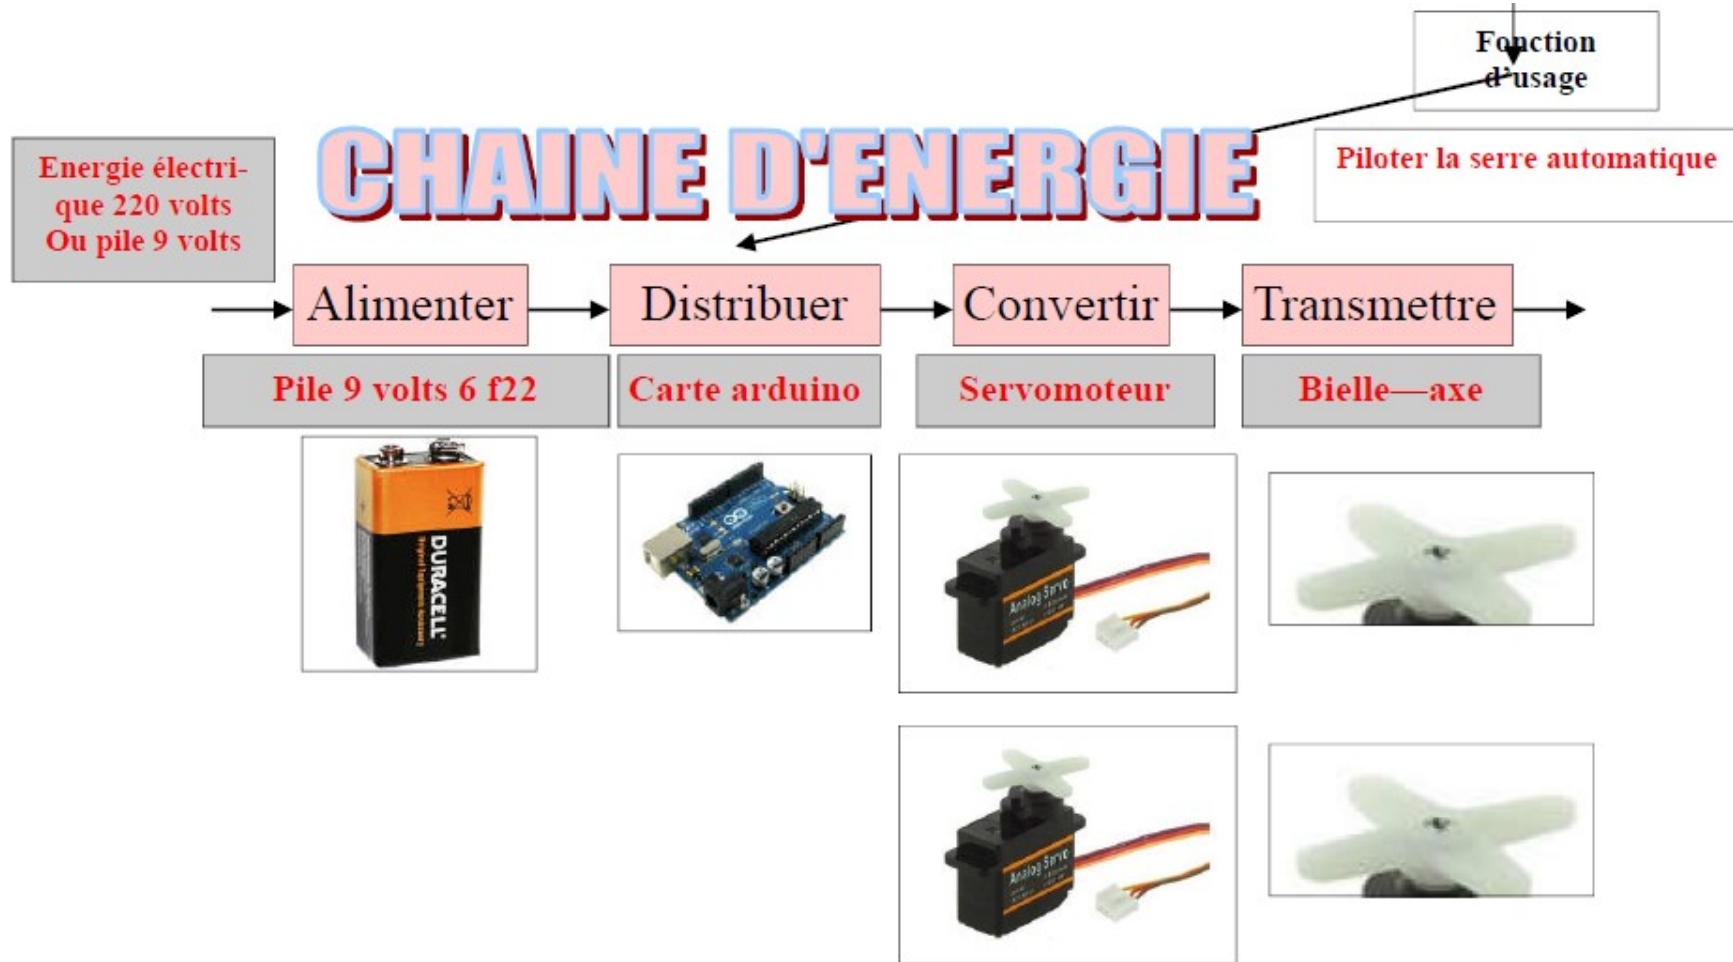 Fonction
d'usage
CHAINE D'ENERGIE
Energie électri-
que 220 volts
Ou pile 9 volts
Piloter la serre automatique
Alimenter
Distribuer
Convertir
Transmettre
Pile 9 volts 6 f22
Carte arduino
Servomoteur
Bielle—axe
DURACELL
Analog Servo
Analog Servo